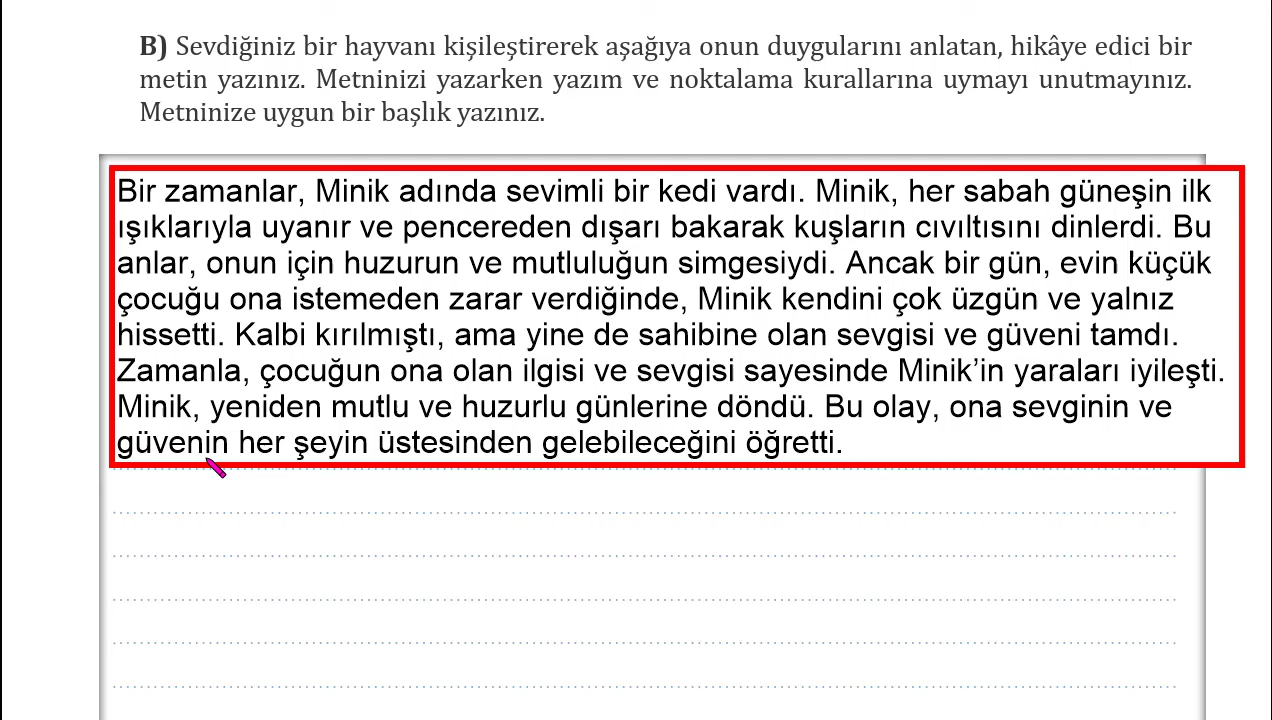 B) Sevdiğiniz bir hayvanı kişileştirerek aşağıya onun duygularını anlatan, hikâye edici bir
metin yazınız. Metninizi yazarken yazım ve noktalama kurallarına uymayı unutmayınız.
Metninize uygun bir başlık yazınız.
Bir zamanlar, Minik adında sevimli bir kedi vardı. Minik, her sabah güneşin ilk
ışıklarıyla uyanır ve pencereden dışarı bakarak kuşların cıvıltısını dinlerdi. Bu
anlar, onun için huzurun ve mutluluğun simgesiydi. Ancak bir gün, evin küçük
çocuğu ona istemeden zarar verdiğinde, Minik kendini çok üzgün ve yalnız
hissetti. Kalbi kırılmıştı, ama yine de sahibine olan sevgisi ve güveni tamdı.
Zamanla, çocuğun ona olan ilgisi ve sevgisi sayesinde Minik’in yaraları iyileşti.
Minik, yeniden mutlu ve huzurlu günlerine döndü. Bu olay, ona sevginin ve
güvenin her şeyin üstesinden gelebileceğini öğretti.